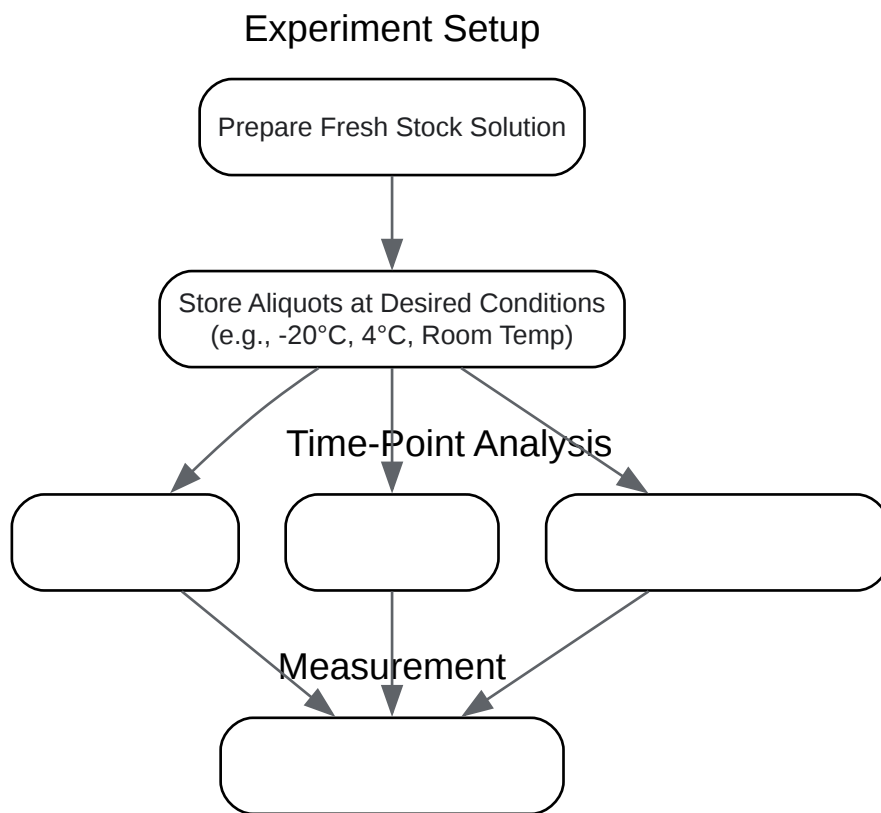 Experiment Setup
Prepare Fresh Stock Solution
Store Aliquots at Desired Conditions
(e.g., -20°C, 4°C, Room Temp)
Time-Point Analysis
Measurement